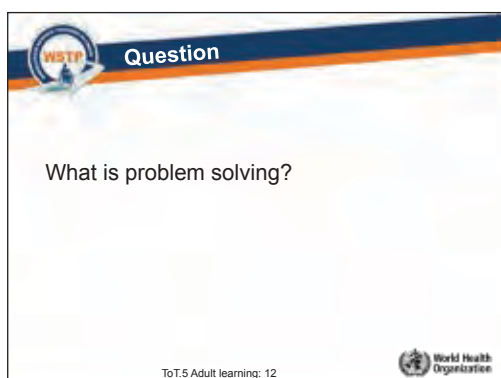 WSTP
Question
What is problem solving?
ToT.5 Adult learning: 12
World Health
Organization